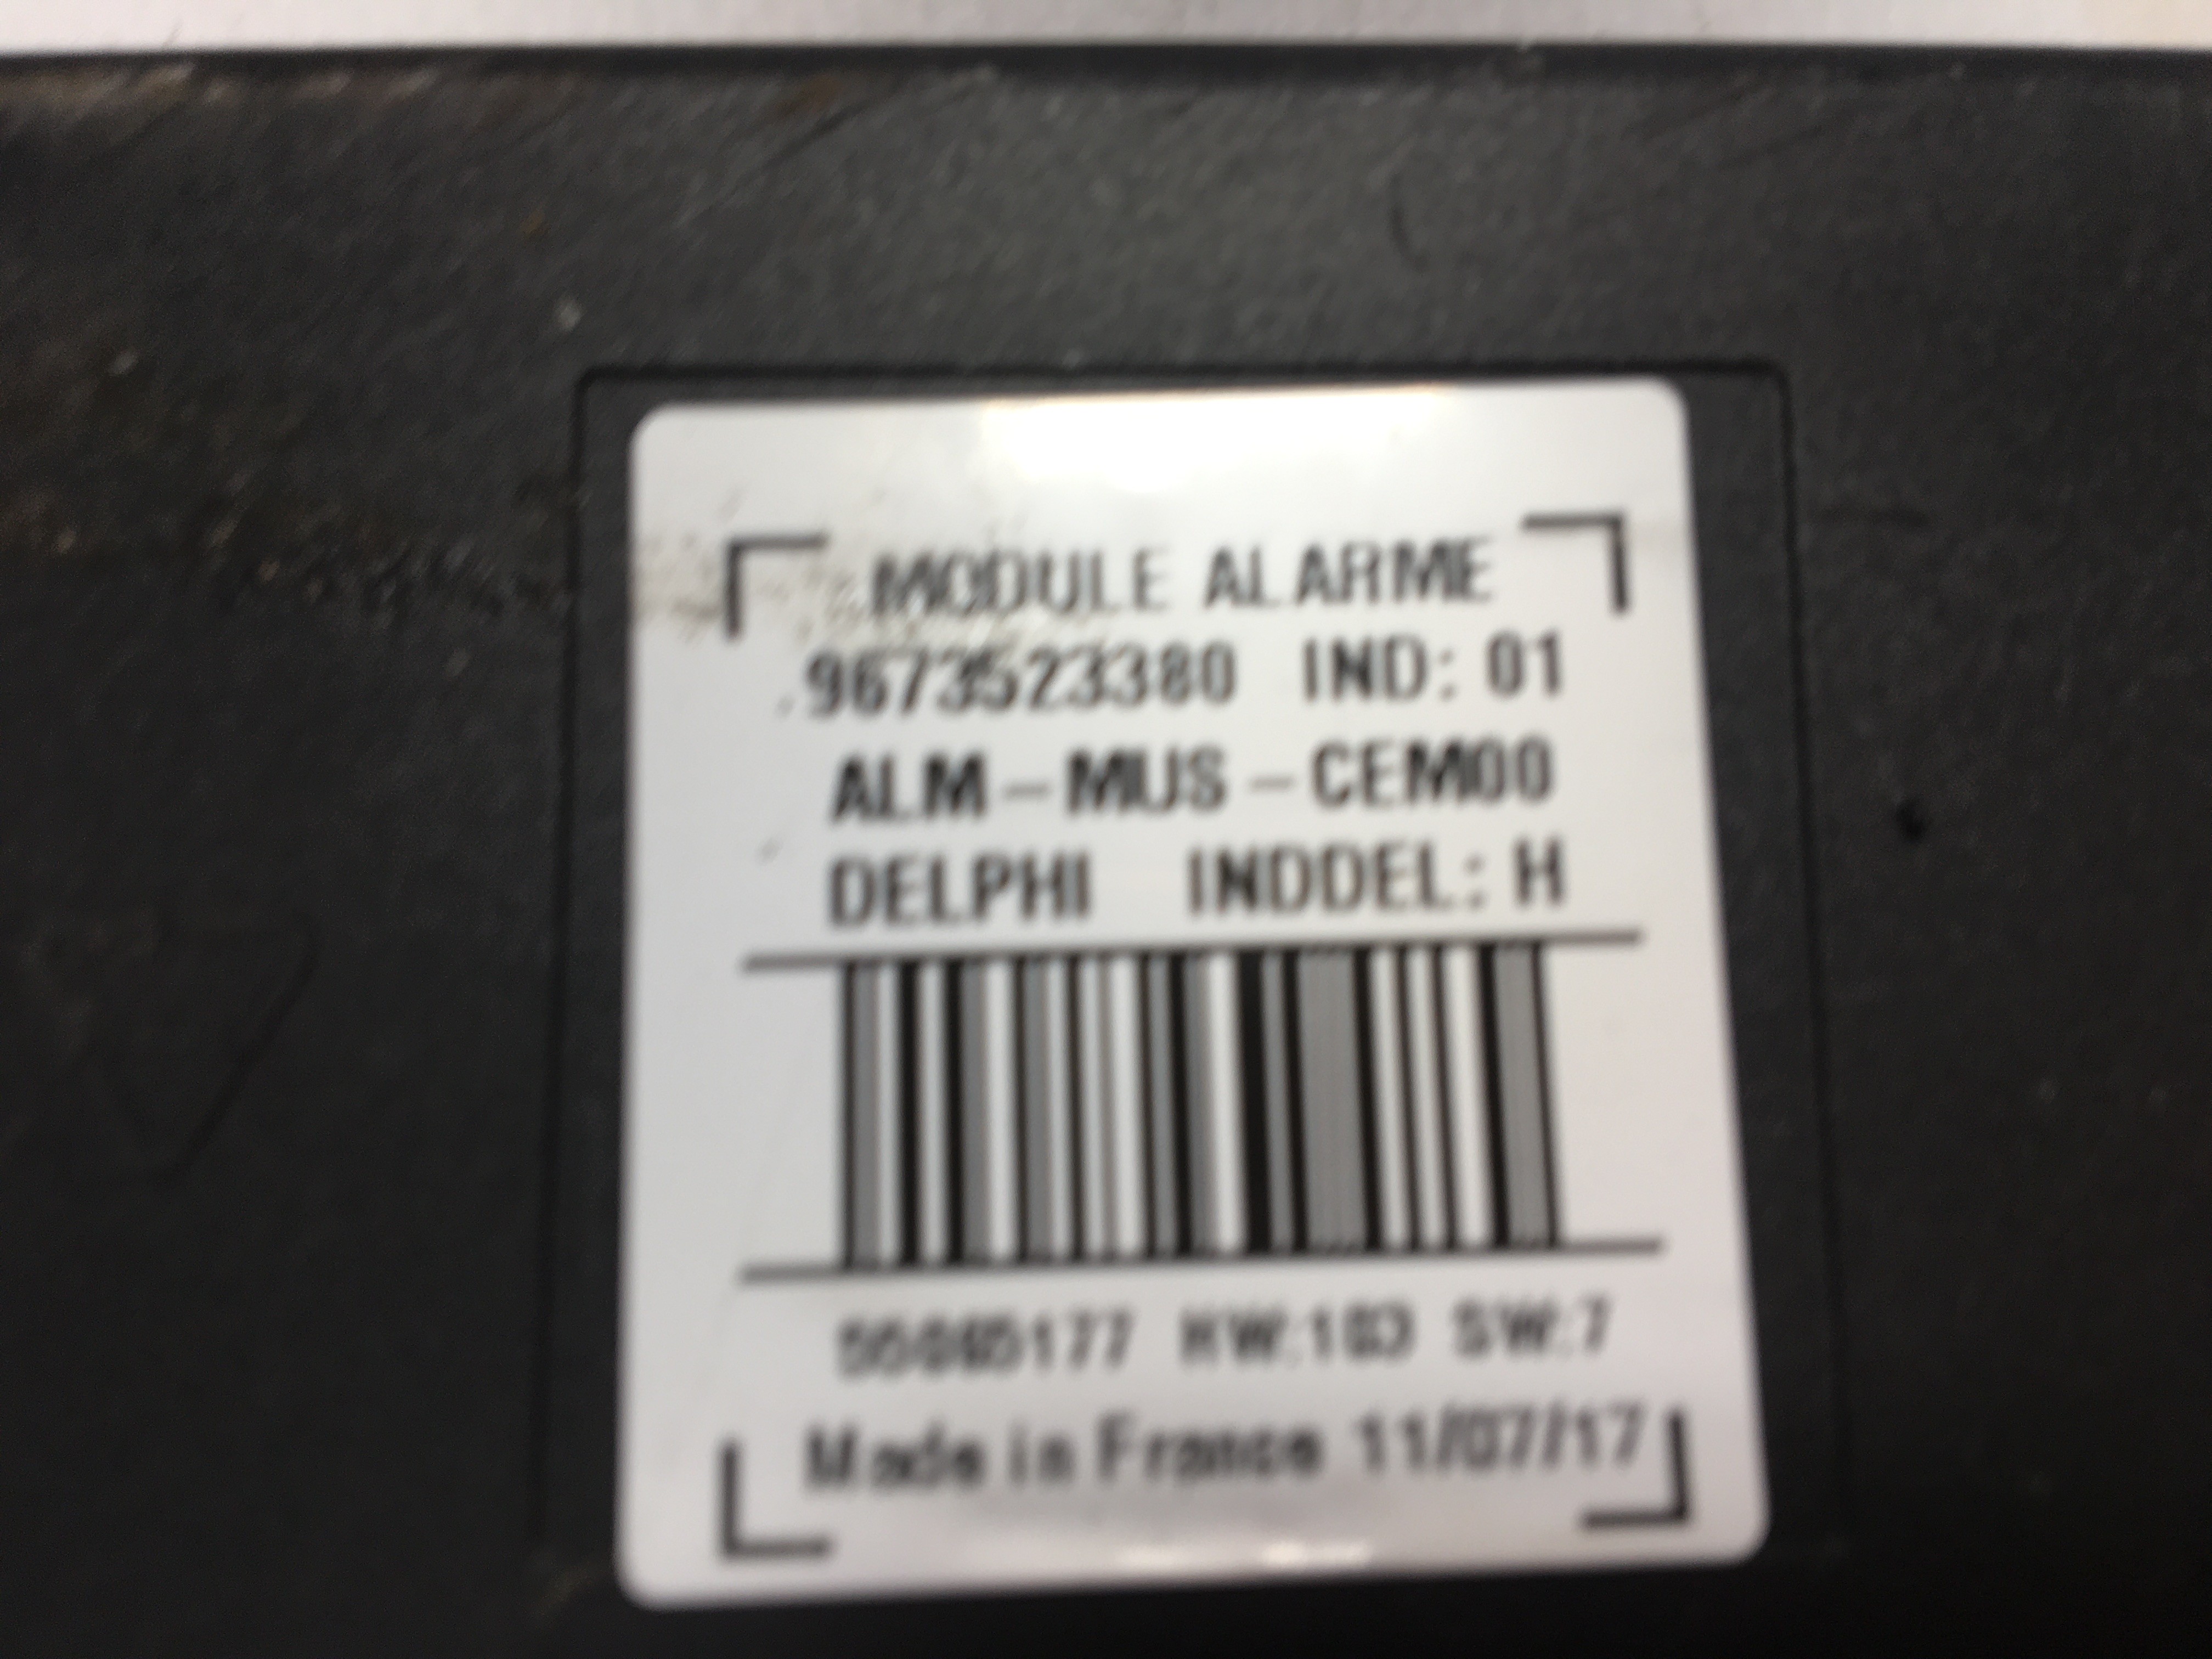 MODULE ALARME
9673523380 IND: 01
ALM-MUS-CEM00
DELPHI INDDEL: H
HW:103 SW:7
Made in France 11/07/17